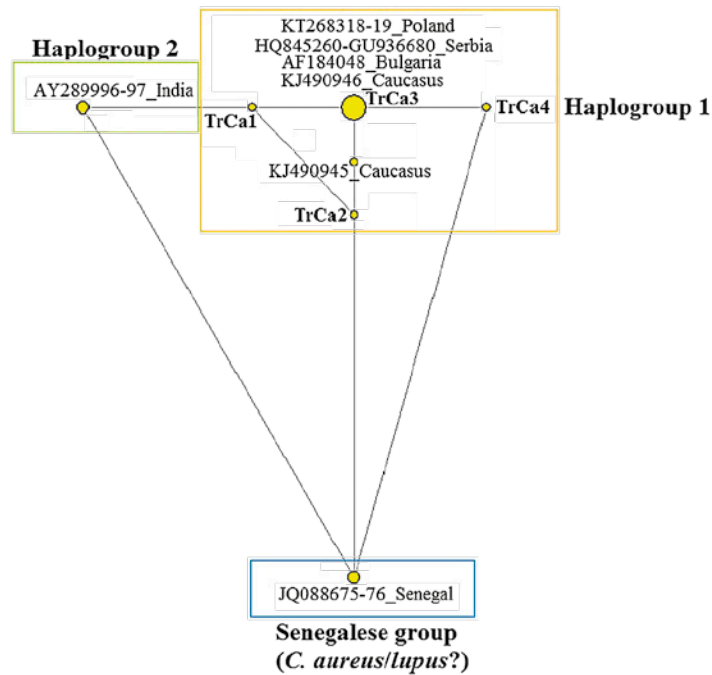 KT268318-19_Poland
HQ845260-GU936680_Serbia
AF184048_Bulgaria
KJ490946_Caucasus
Haplogroup 2
AY289996-97_India
TrCa1
TrCa3
TrCa4
Haplogroup 1
KJ490945_Caucasus
TrCa2
JQ088675-76_Senegal
Senegalese group
(C. aureus/lupus?)